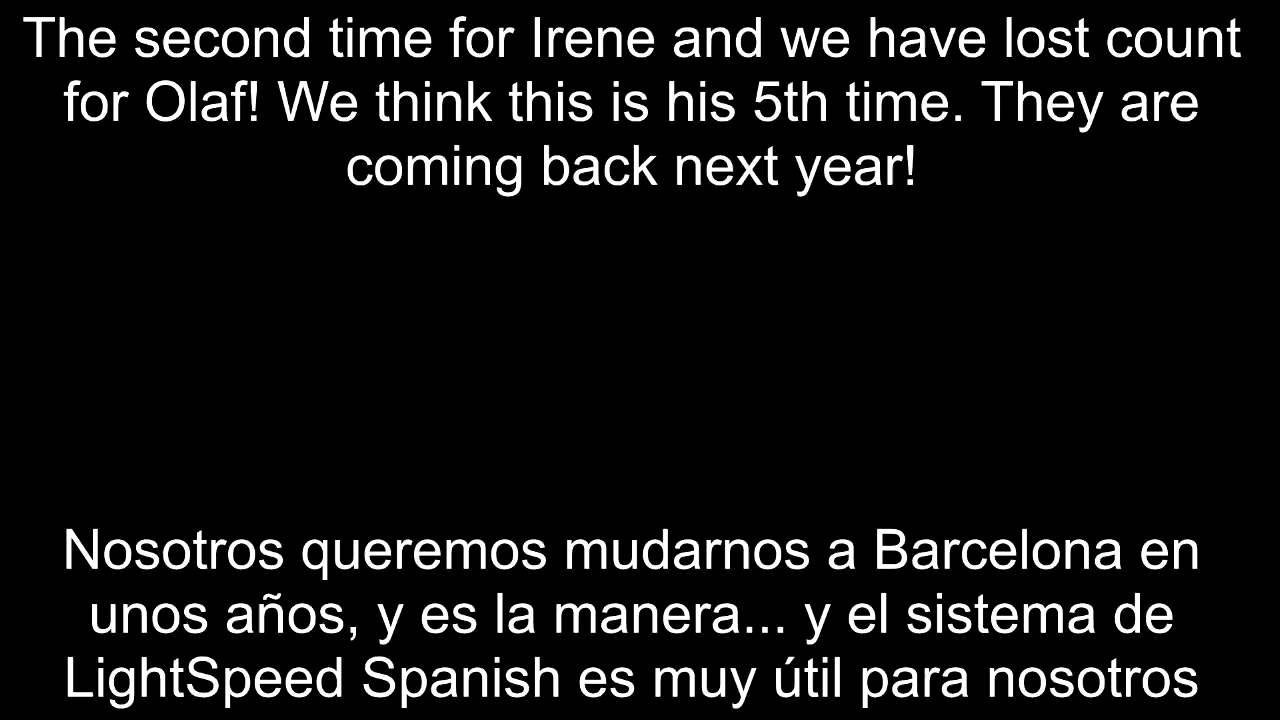 The second time for Irene and we have lost count
for Olaf! We think this is his 5th time. They are
coming back next year!
Nosotros queremos mudarnos a Barcelona en
unos años, y es la manera... y el sistema de
LightSpeed Spanish es muy útil para nosotros